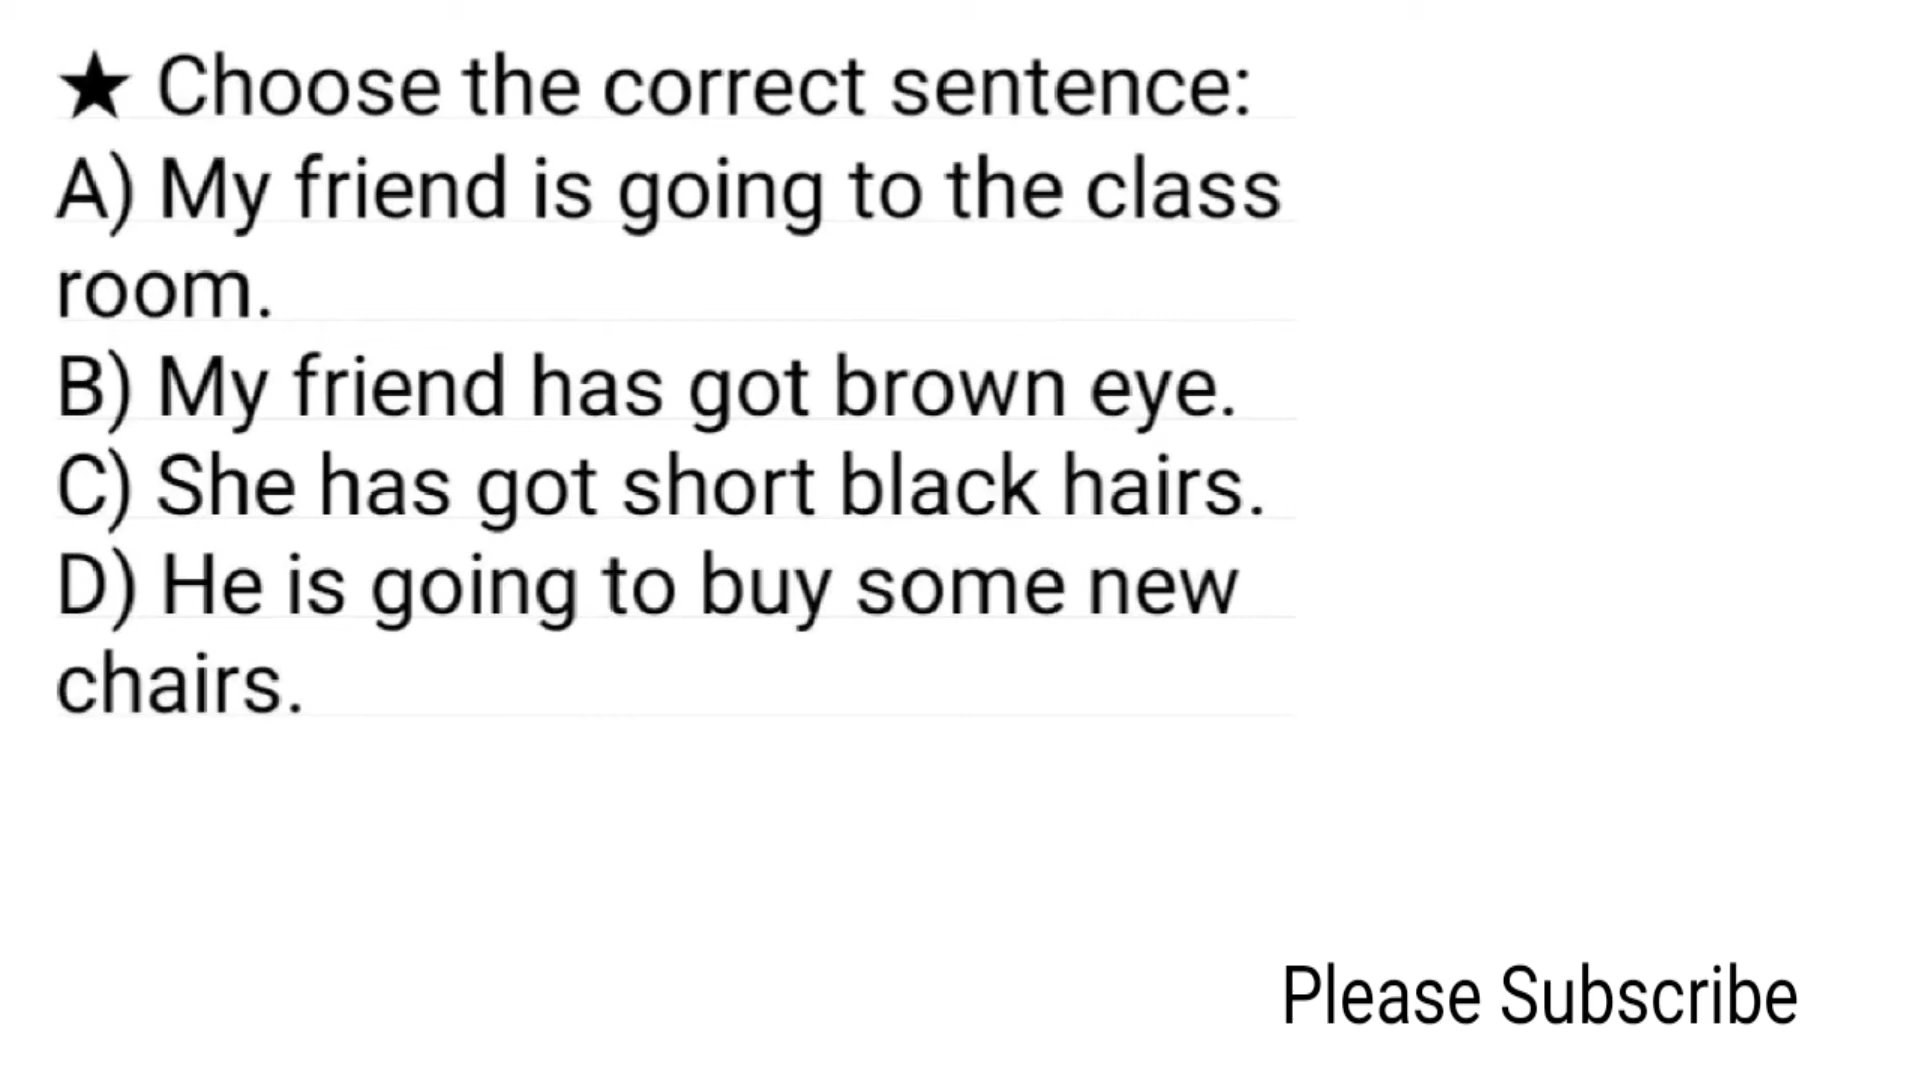 ★ Choose the correct sentence:
A) My friend is going to the class
room.
B) My friend has got brown eye.
C) She has got short black hairs.
D) He is going to buy some new
chairs.
Please Subscribe